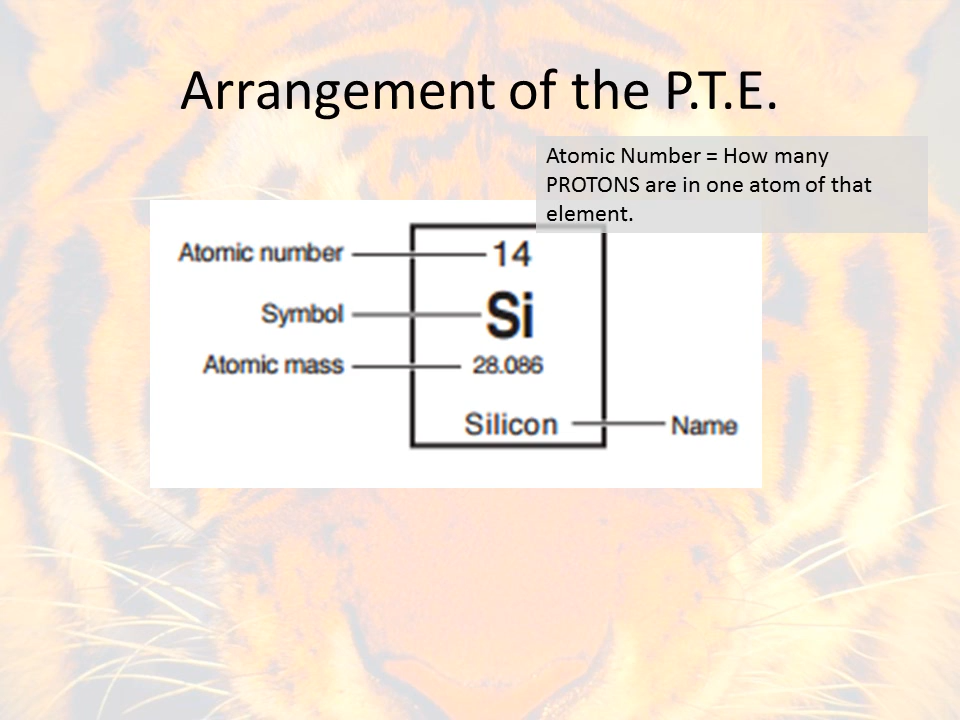 Arrangement of the P.T.E.
Atomic Number = How many
PROTONS are in one atom of that
element.
Atomic number
14
Symbol
Si
Atomic mass
28.086
Silicon
Name